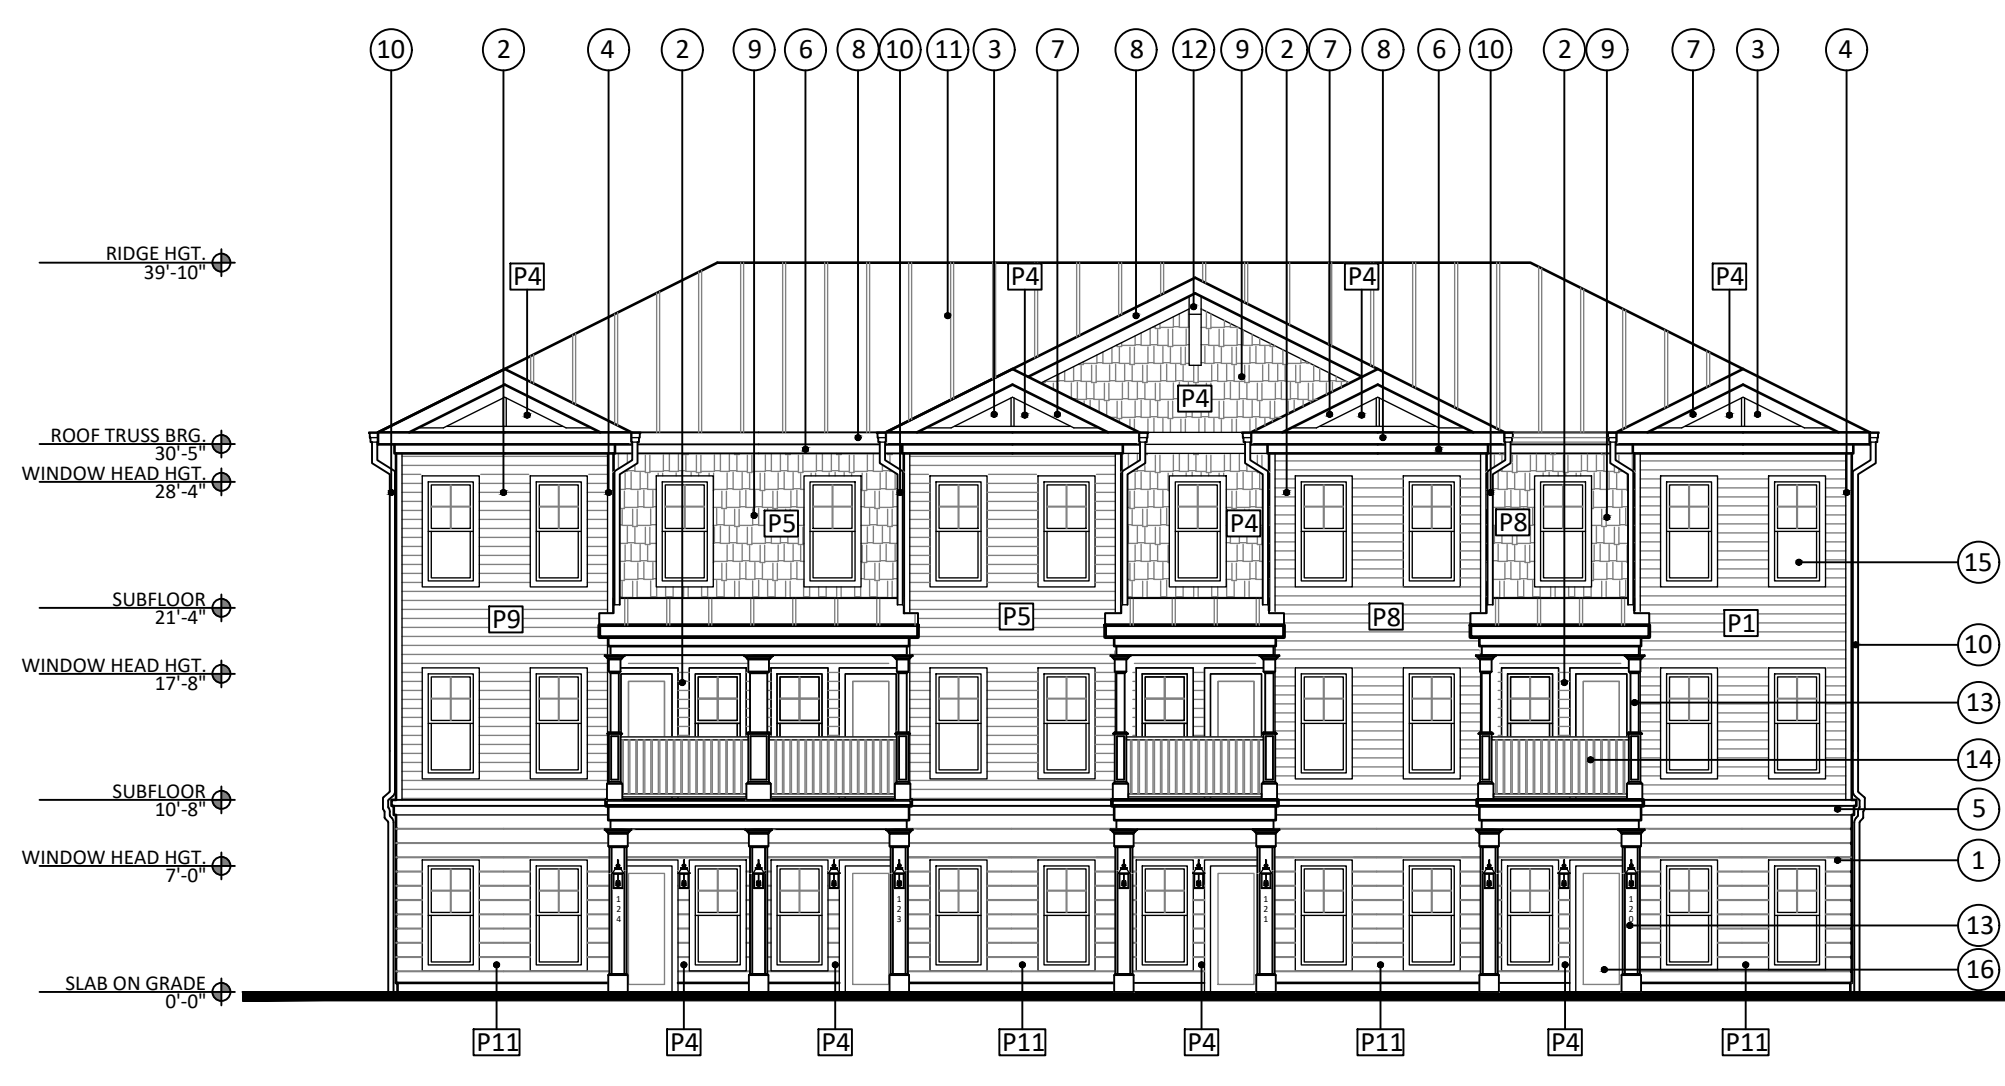 10 2 4 2 9 6 8 10 11 3 7 8 12 9 2 7 8 6 10 2 9 7 3 4
RIDGE HGT.
39'-10"
P4 P4 P4 P4
P4
ROOF TRUSS BRG.
30'-5"
WINDOW HEAD HGT.
28'-4"
P5 P4 P8
15
SUBFLOOR
21'-4"
P9 P5 P8 P1
10
WINDOW HEAD HGT.
17'-8"
13
14
SUBFLOOR
10'-8"
5
WINDOW HEAD HGT.
7'-0"
1
124 123 121 120
13
16
SLAB ON GRADE
0'-0"
P11 P4 P4 P11 P4 P11 P4 P11